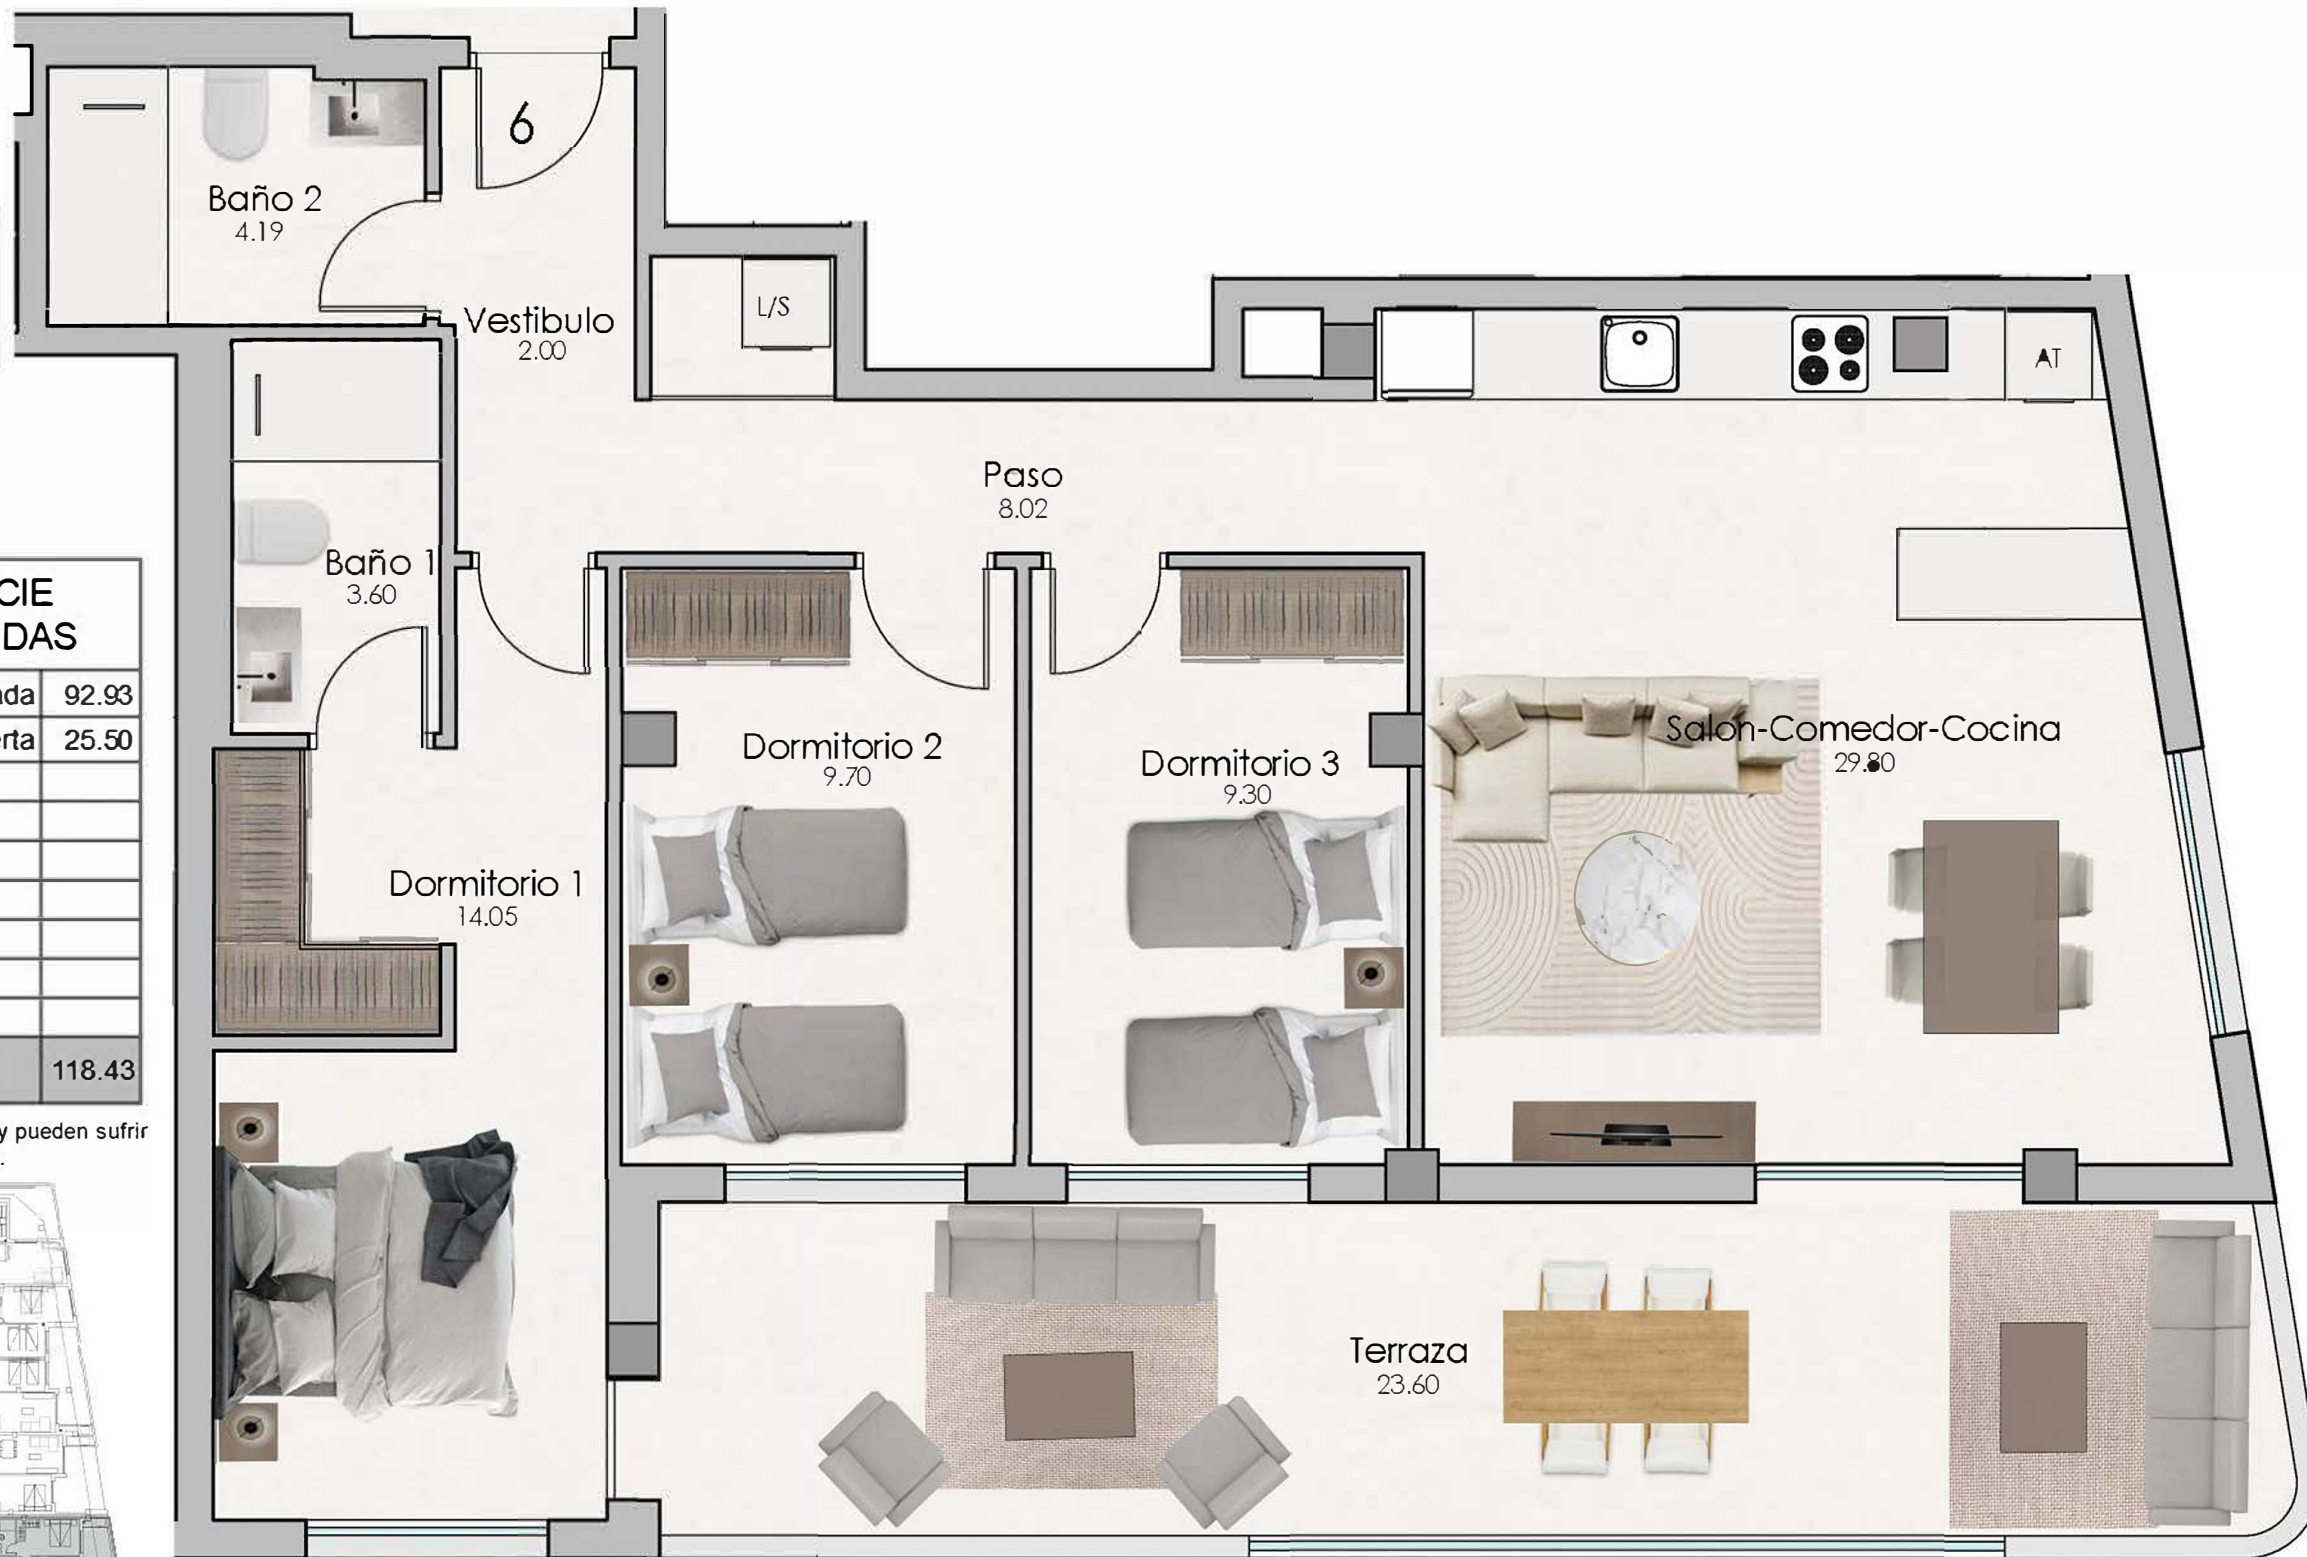 6
Baño 2
4.19
Vestibulo
2.00
L/S
AT
Paso
8.02
Baño 1
3.60
CIE
DAS
ada 92.93
erta 25.50
118.43
y pueden sufrir
Dormitorio 2
9.70
Dormitorio 3
9.30
Salon-Comedor-Cocina
29.80
Dormitorio 1
14.05
Terraza
23.60